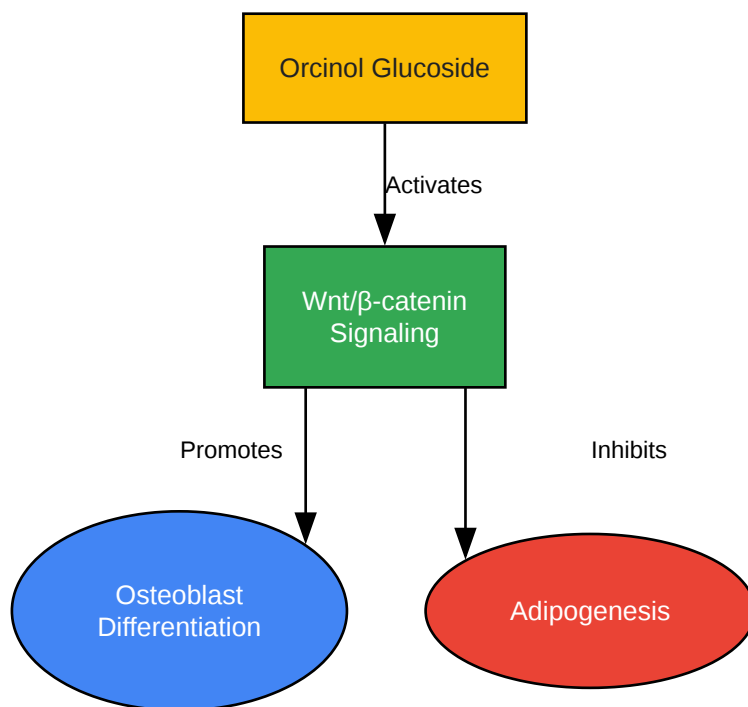 Orcinol Glucoside
Activates
Wnt/β-catenin
Signaling
Promotes
Inhibits
Osteoblast
Differentiation
Adipogenesis